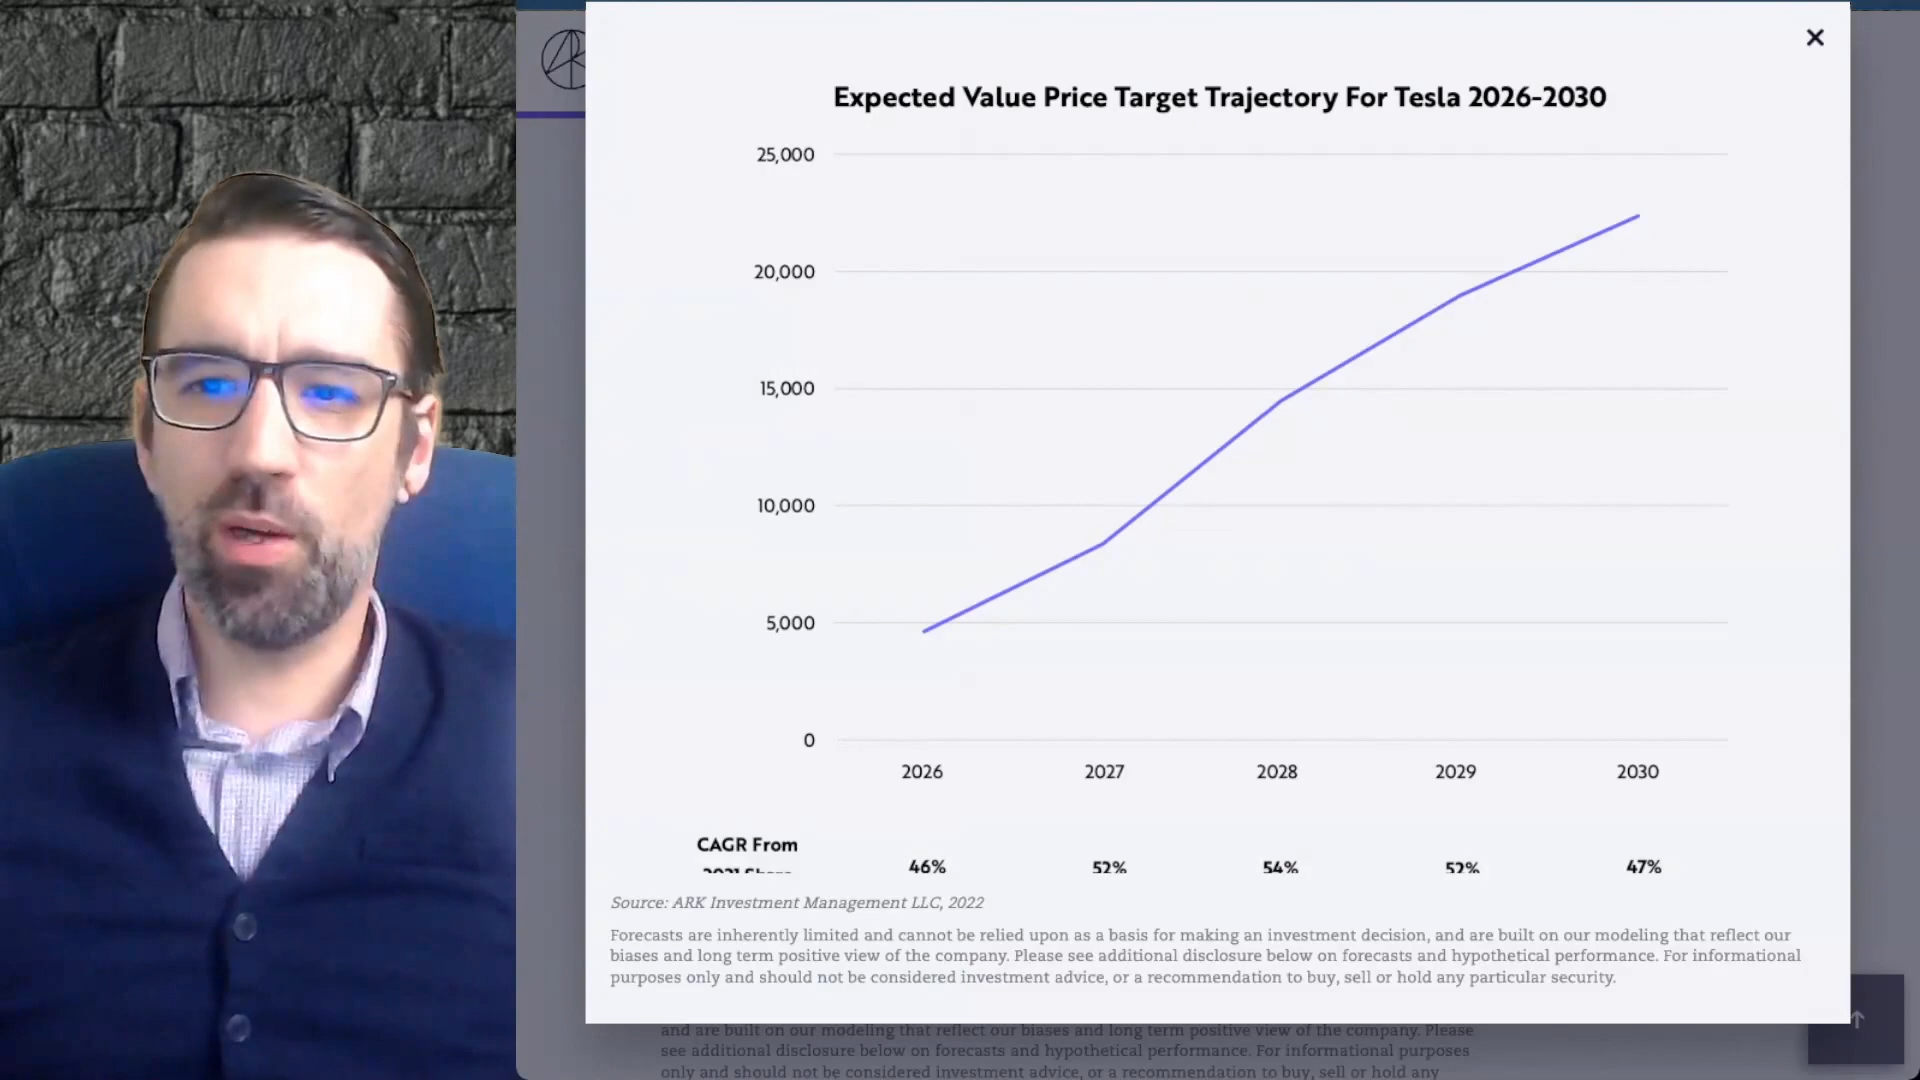 ×
Expected Value Price Target Trajectory For Tesla 2026-2030
25,000
20,000
15,000
10,000
5,000
0
2026 2027 2028 2029 2030
CAGR From
2021 Share
46% 52% 54% 52% 47%
Source: ARK Investment Management LLC, 2022
Forecasts are inherently limited and cannot be relied upon as a basis for making an investment decision, and are built on our modeling that reflect our
biases and long term positive view of the company. Please see additional disclosure below on forecasts and hypothetical performance. For informational
purposes only and should not be considered investment advice, or a recommendation to buy, sell or hold any particular security.
and are built on our modeling that reflect our biases and long term positive view of the company. Please
see additional disclosure below on forecasts and hypothetical performance. For informational purposes
only and should not be considered investment advice, or a recommendation to buy, sell or hold any